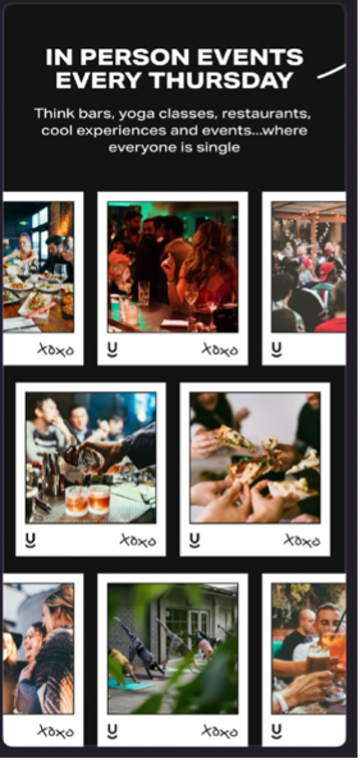 IN PERSON EVENTS
EVERY THURSDAY
Think bars, yoga classes, restaurants,
cool experiences and events...where
everyone is single
xoxo
U xoxo
U
U xoxo
U xoxo
xoxo
U xoxo
U